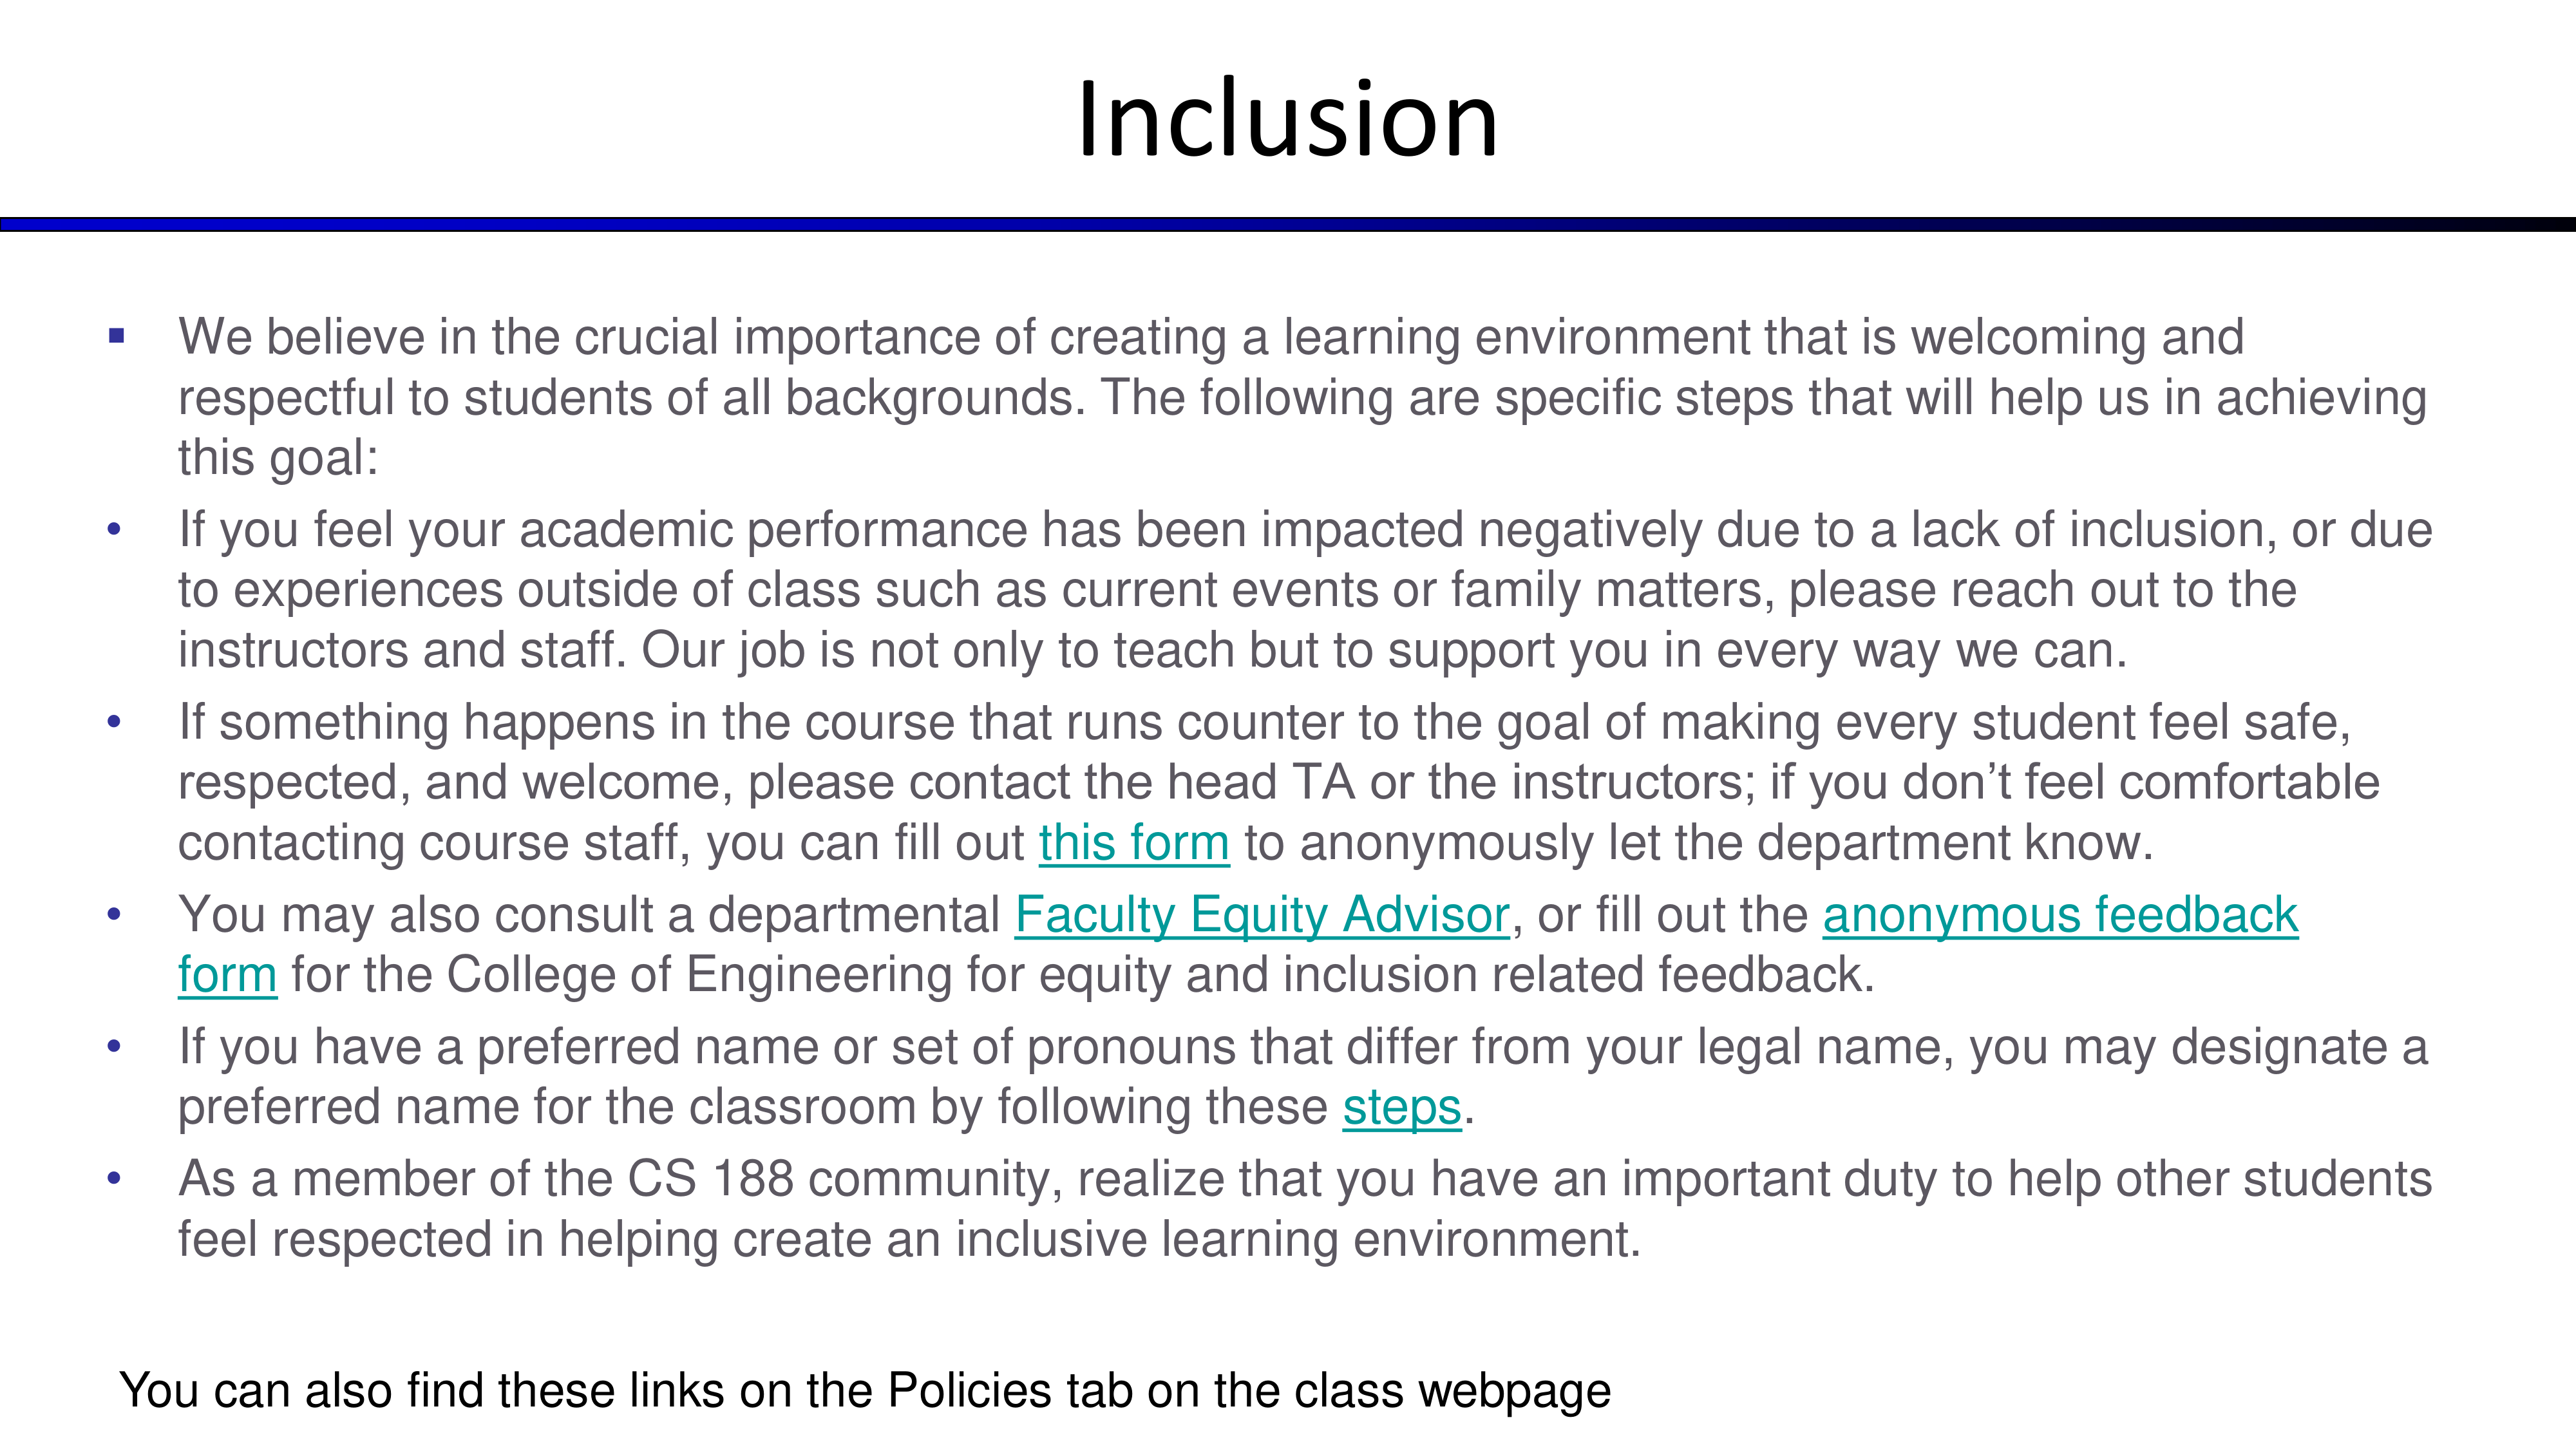 Inclusion
▪ We believe in the crucial importance of creating a learning environment that is welcoming and
respectful to students of all backgrounds. The following are specific steps that will help us in achieving
this goal:
• If you feel your academic performance has been impacted negatively due to a lack of inclusion, or due
to experiences outside of class such as current events or family matters, please reach out to the
instructors and staff. Our job is not only to teach but to support you in every way we can.
• If something happens in the course that runs counter to the goal of making every student feel safe,
respected, and welcome, please contact the head TA or the instructors; if you don’t feel comfortable
contacting course staff, you can fill out this form to anonymously let the department know.
• You may also consult a departmental Faculty Equity Advisor, or fill out the anonymous feedback
form for the College of Engineering for equity and inclusion related feedback.
• If you have a preferred name or set of pronouns that differ from your legal name, you may designate a
preferred name for the classroom by following these steps.
• As a member of the CS 188 community, realize that you have an important duty to help other students
feel respected in helping create an inclusive learning environment.
You can also find these links on the Policies tab on the class webpage